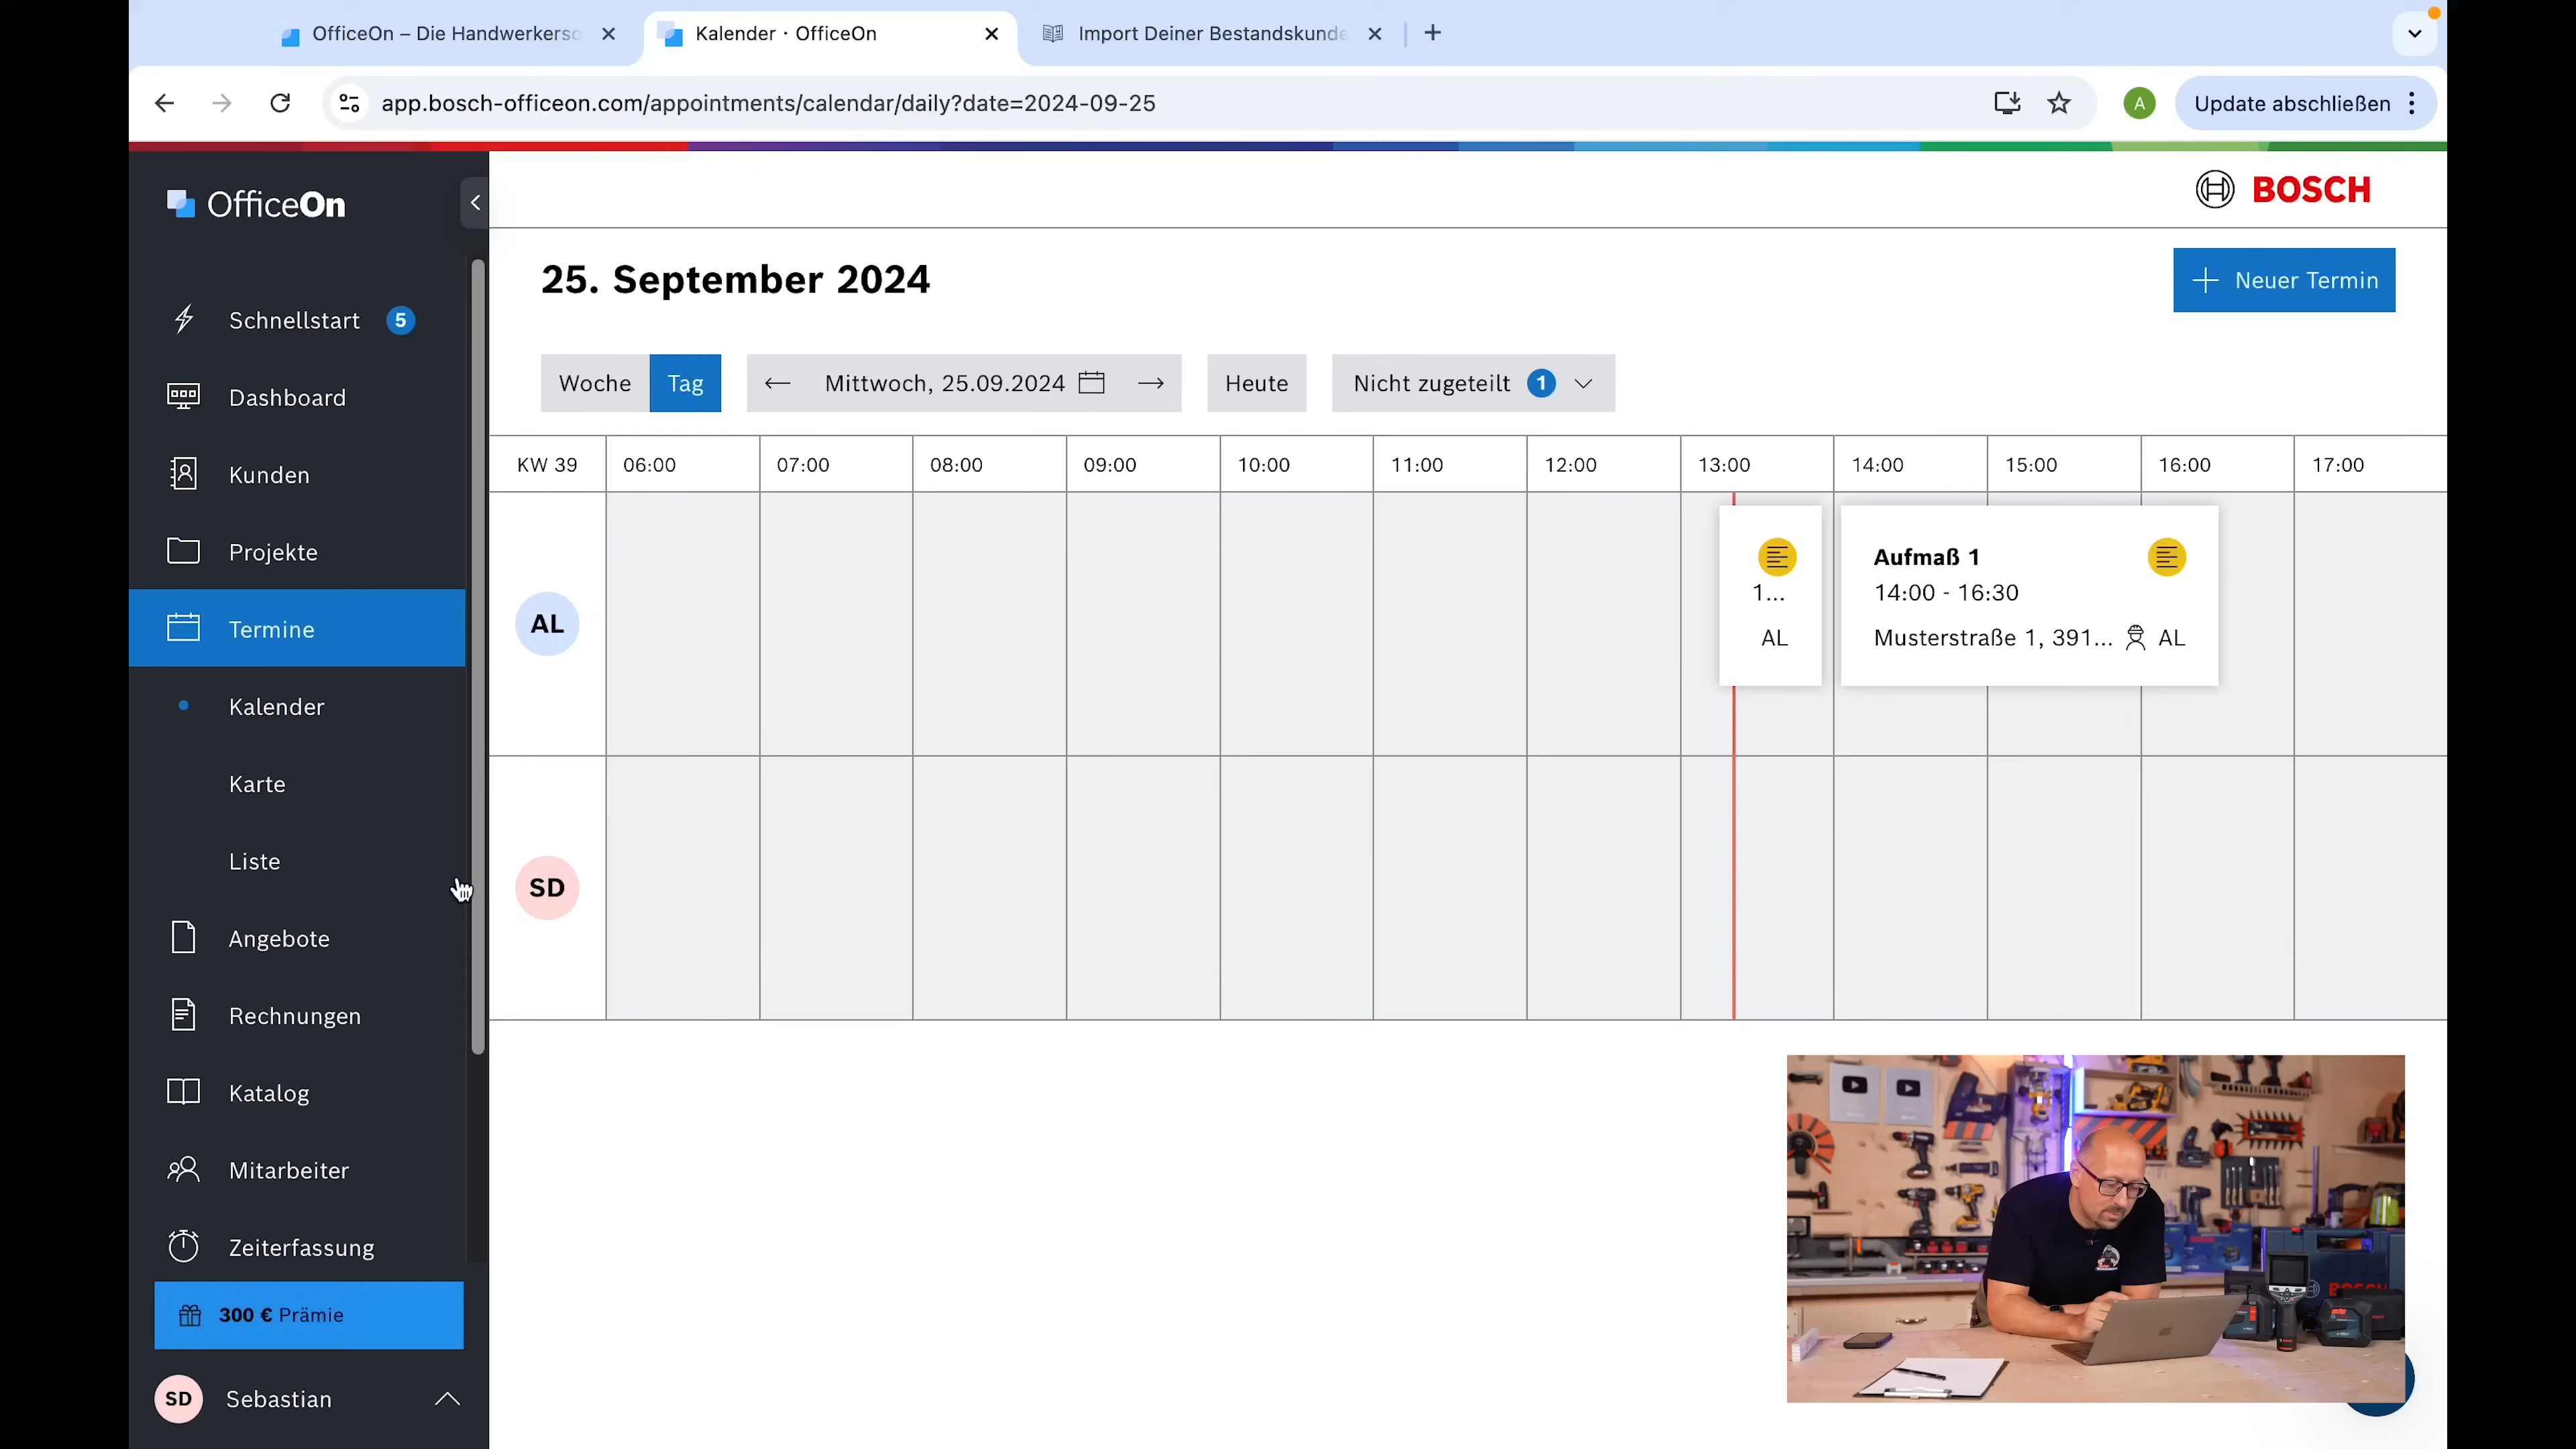 OfficeOn – Die Handwerkersc
Kalender · OfficeOn
Import Deiner Bestandskunde
app.bosch-officeon.com/appointments/calendar/daily?date=2024-09-25
A
Update abschließen
OfficeOn
BOSCH
25. September 2024
Neuer Termin
Woche
Tag
Mittwoch, 25.09.2024
Heute
Nicht zugeteilt 1
Schnellstart 5
Dashboard
Kunden
Projekte
Termine
Kalender
Karte
Liste
Angebote
Rechnungen
Katalog
Mitarbeiter
Zeiterfassung
300 € Prämie
SD Sebastian
KW 39 06:00 07:00 08:00 09:00 10:00 11:00 12:00 13:00 14:00 15:00 16:00 17:00
AL
1...
AL
Aufmaß 1
14:00 - 16:30
Musterstraße 1, 391... AL
SD
BOSCH